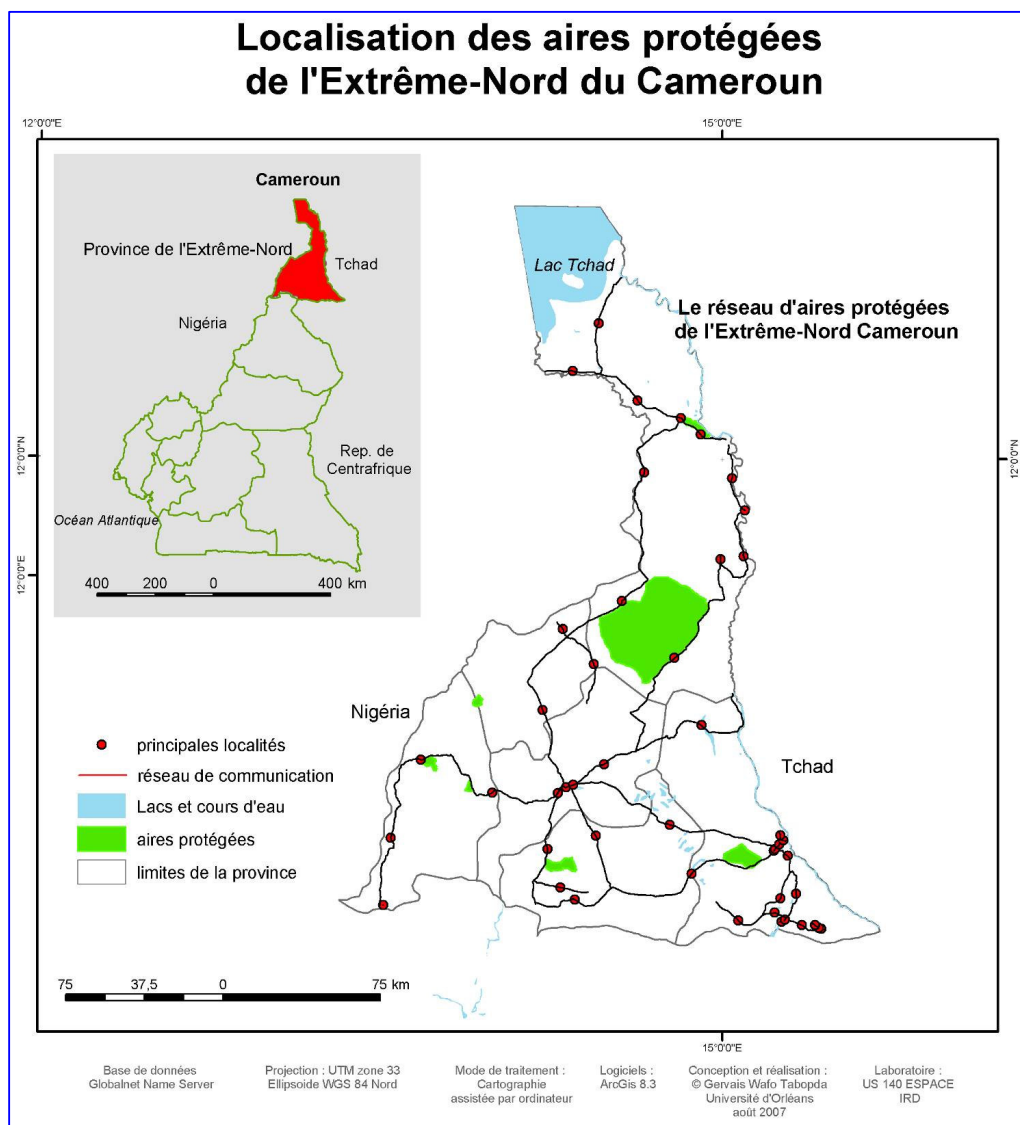 Localisation des aires protégées
de l'Extrême-Nord du Cameroun
12°0'0"E
15°0'0"E
Cameroun
Province de l'Extrême-Nord
Tchad
Nigéria
Rep. de
Centrafrique
Océan Atlantique
400 200 0 400 km
Lac Tchad
Le réseau d'aires protégées
de l'Extrême-Nord Cameroun
12°0'0"N
12°0'0"N
12°0'0"E
Nigéria
Tchad
principales localités
réseau de communication
Lacs et cours d'eau
aires protégées
limites de la province
75 37,5 0 75 km
15°0'0"E
Base de données
Globalnet Name Server
Projection : UTM zone 33
Ellipsoide WGS 84 Nord
Mode de traitement :
Cartographie
assistée par ordinateur
Logiciels :
ArcGis 8.3
Conception et réalisation :
© Gervais Wafo Tabopda
Université d'Orléans
août 2007
Laboratoire :
US 140 ESPACE
IRD